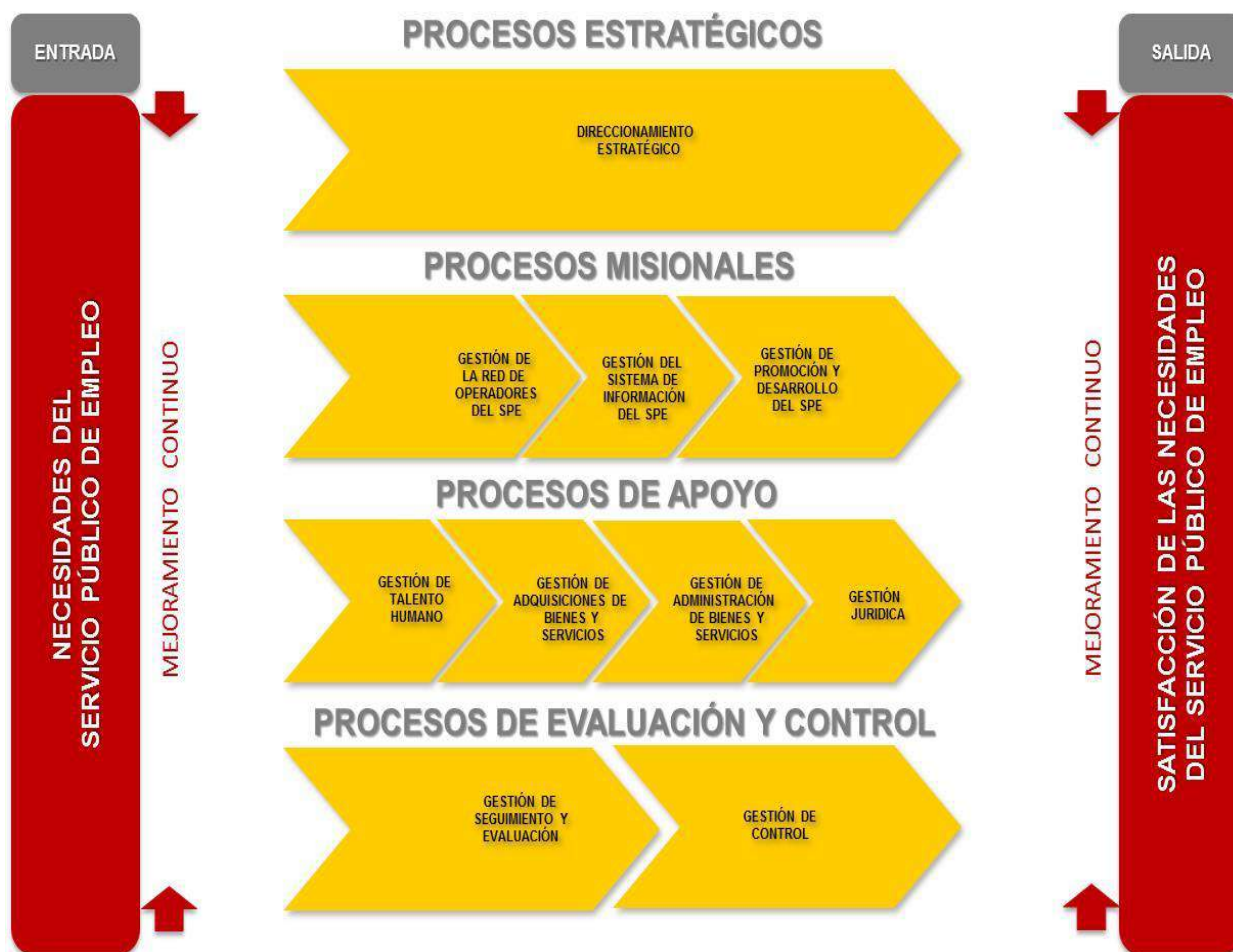 ENTRADA
NECESIDADES DEL
SERVICIO PÚBLICO DE EMPLEO
MEJORAMIENTO CONTINUO
PROCESOS ESTRATÉGICOS
DIRECCIONAMIENTO
ESTRATÉGICO
PROCESOS MISIONALES
GESTIÓN DE
LA RED DE
OPERADORES
DEL SPE
GESTIÓN DEL
SISTEMA DE
INFORMACIÓN
DEL SPE
GESTIÓN DE
PROMOCIÓN Y
DESARROLLO
DEL SPE
PROCESOS DE APOYO
GESTIÓN DE
TALENTO
HUMANO
GESTIÓN DE
ADQUISICIONES DE
BIENES Y
SERVICIOS
GESTIÓN DE
ADMINISTRACIÓN
DE BIENES Y
SERVICIOS
GESTIÓN
JURIDICA
PROCESOS DE EVALUACIÓN Y CONTROL
GESTIÓN DE
SEGUIMIENTO Y
EVALUACIÓN
GESTIÓN DE
CONTROL
MEJORAMIENTO CONTINUO
SALIDA
SATISFACCIÓN DE LAS NECESIDADES
DEL SERVICIO PÚBLICO DE EMPLEO